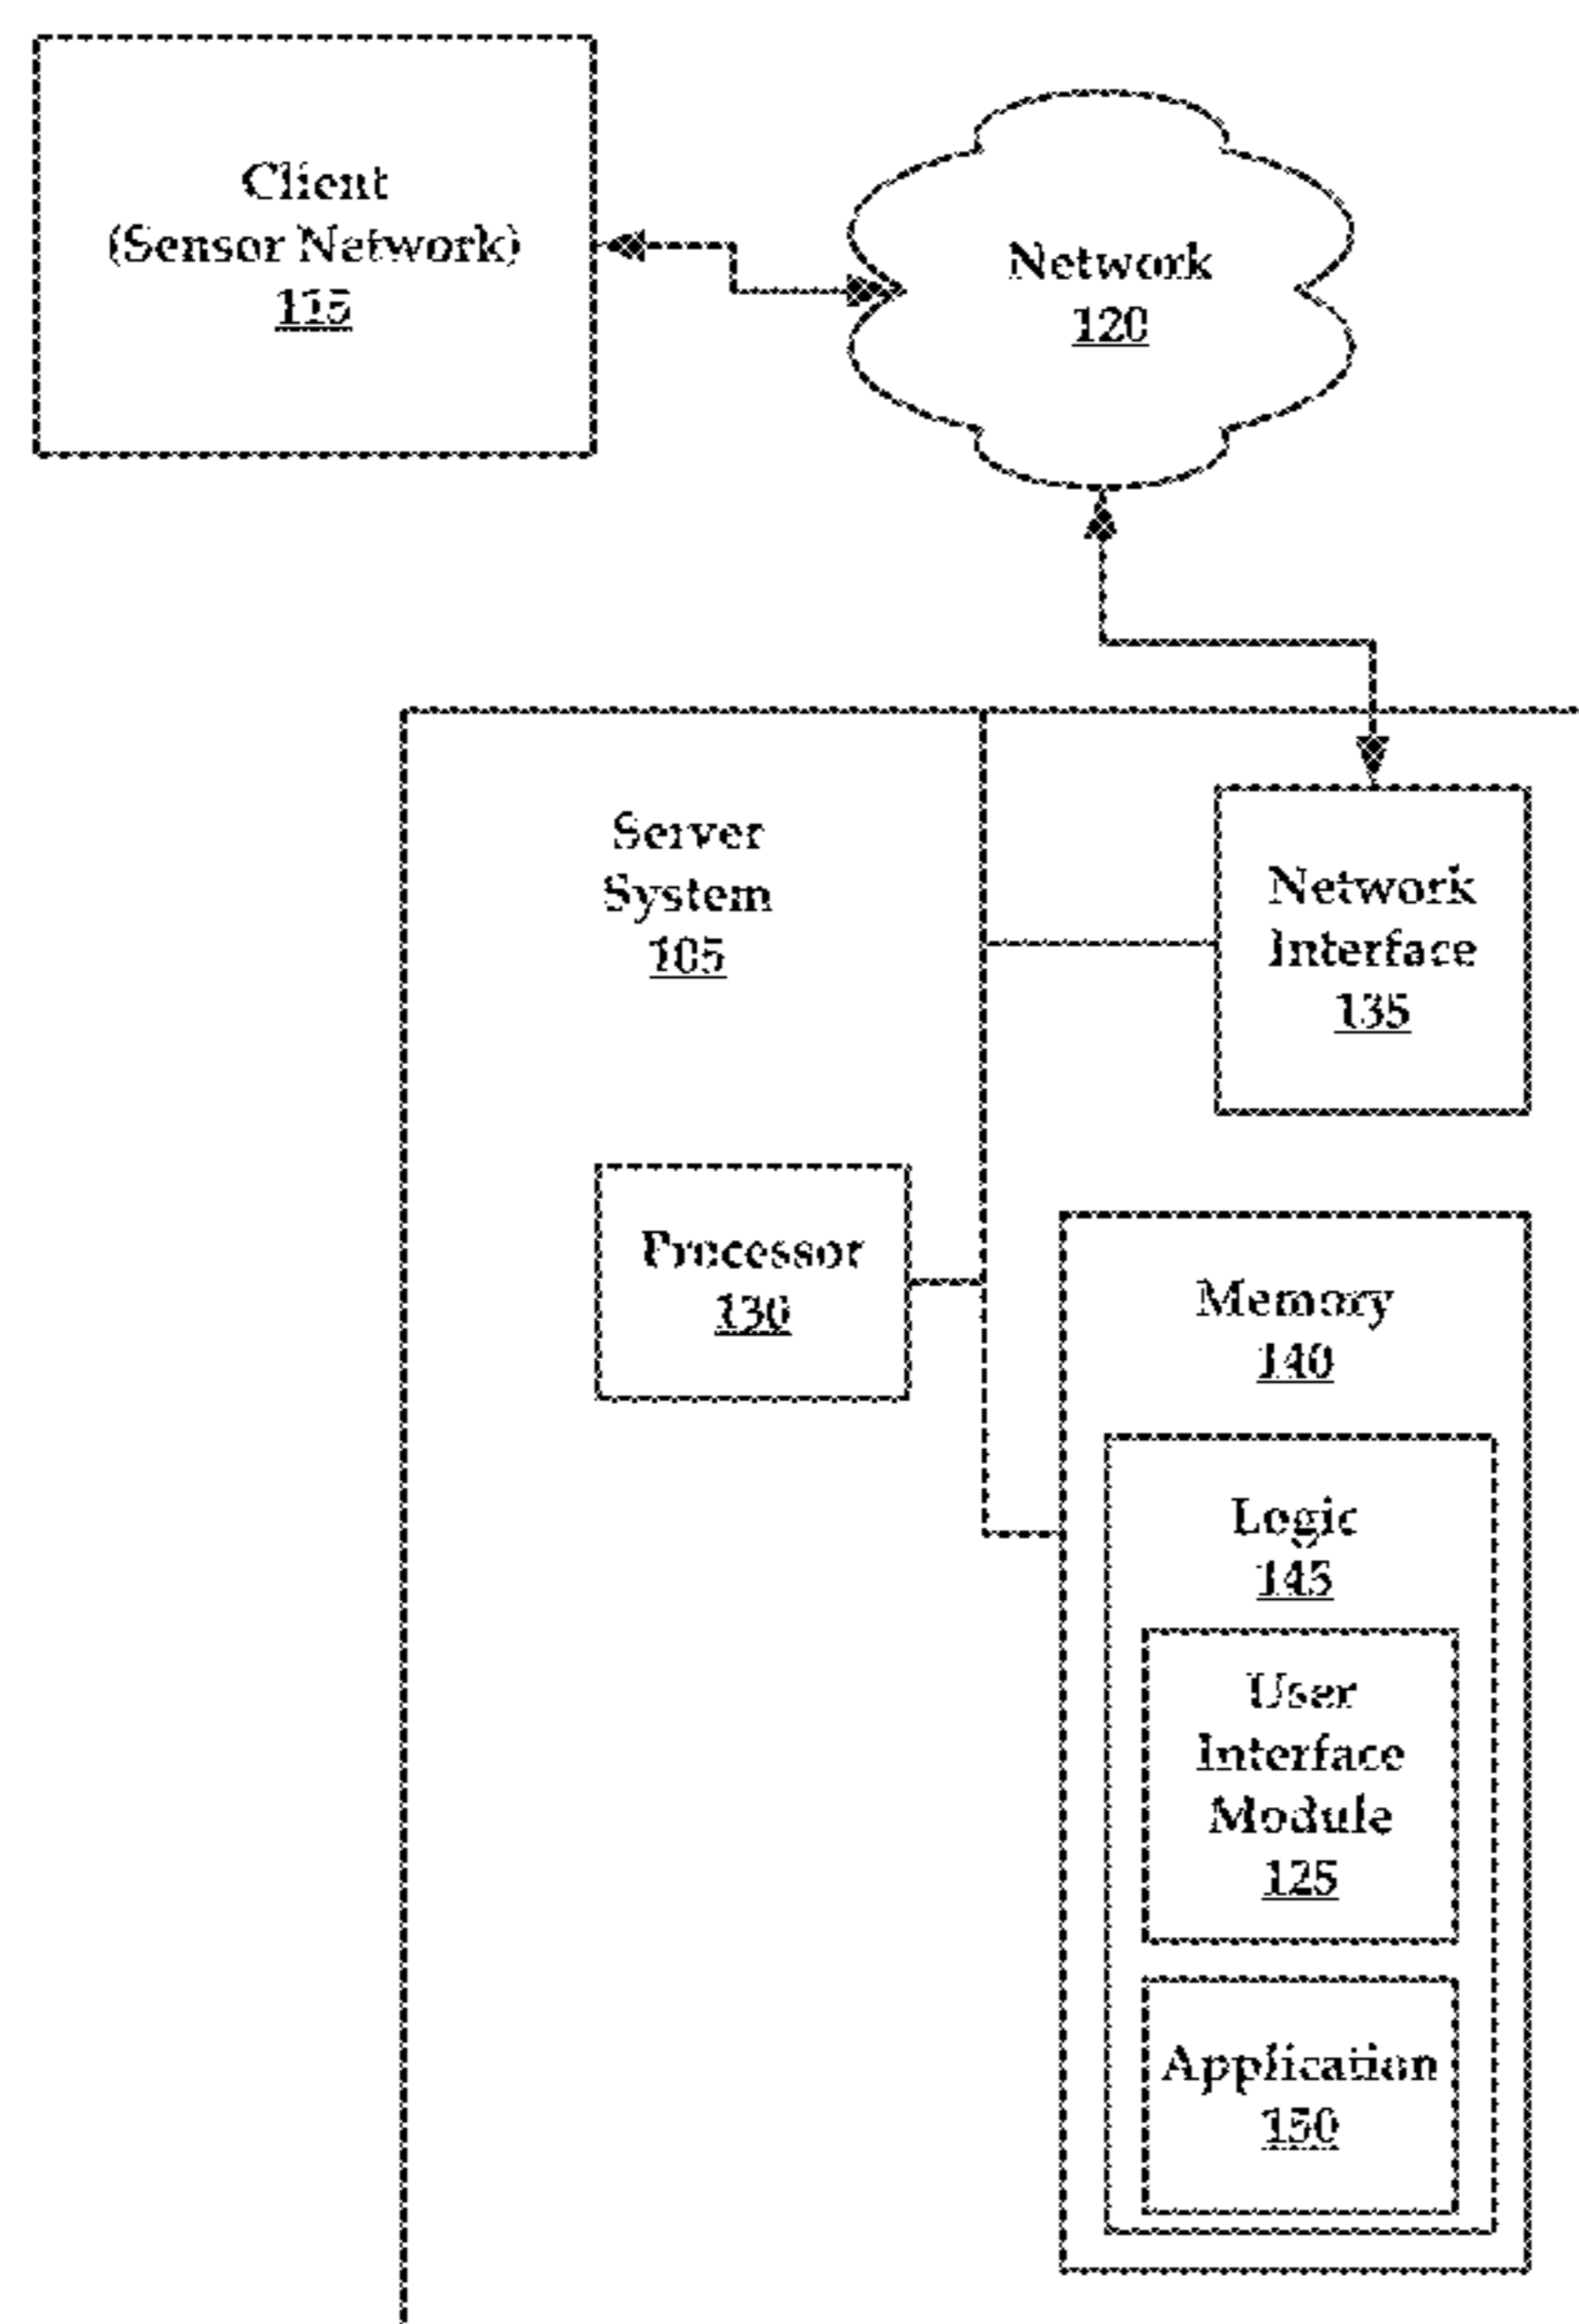 Client
(Sensor Network)
115
Network
120
Server
System
105
Network
Interface
135
Processor
130
Memory
140
Logic
145
User
Interface
Module
125
Application
150